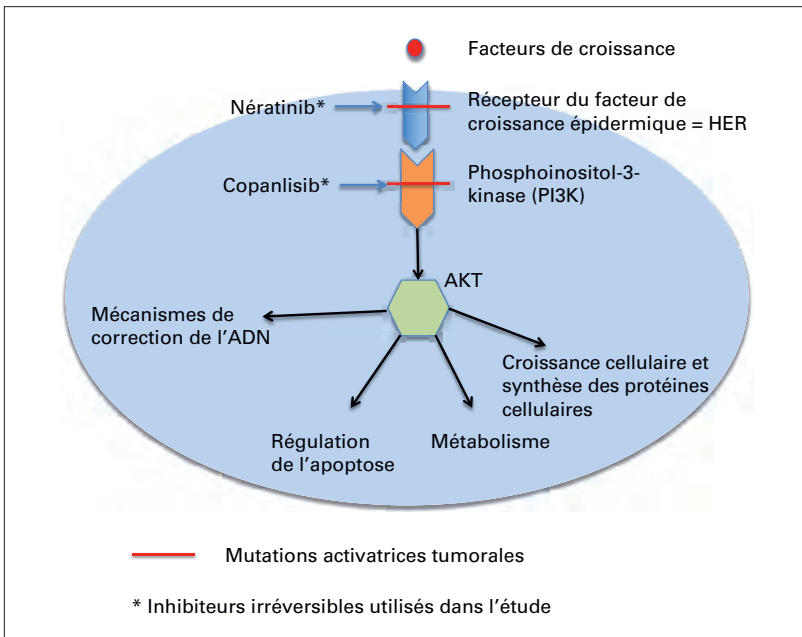 Facteurs de croissance
Nératinib*
Récepteur du facteur de
croissance épidermique = HER
Copanlisib*
Phosphoinositol-3-
kinase (PI3K)
AKT
Mécanismes de
correction de l'ADN
Croissance cellulaire et
synthèse des protéines
cellulaires
Régulation
de l'apoptose
Métabolisme
Mutations activatrices tumorales
* Inhibiteurs irréversibles utilisés dans l'étude